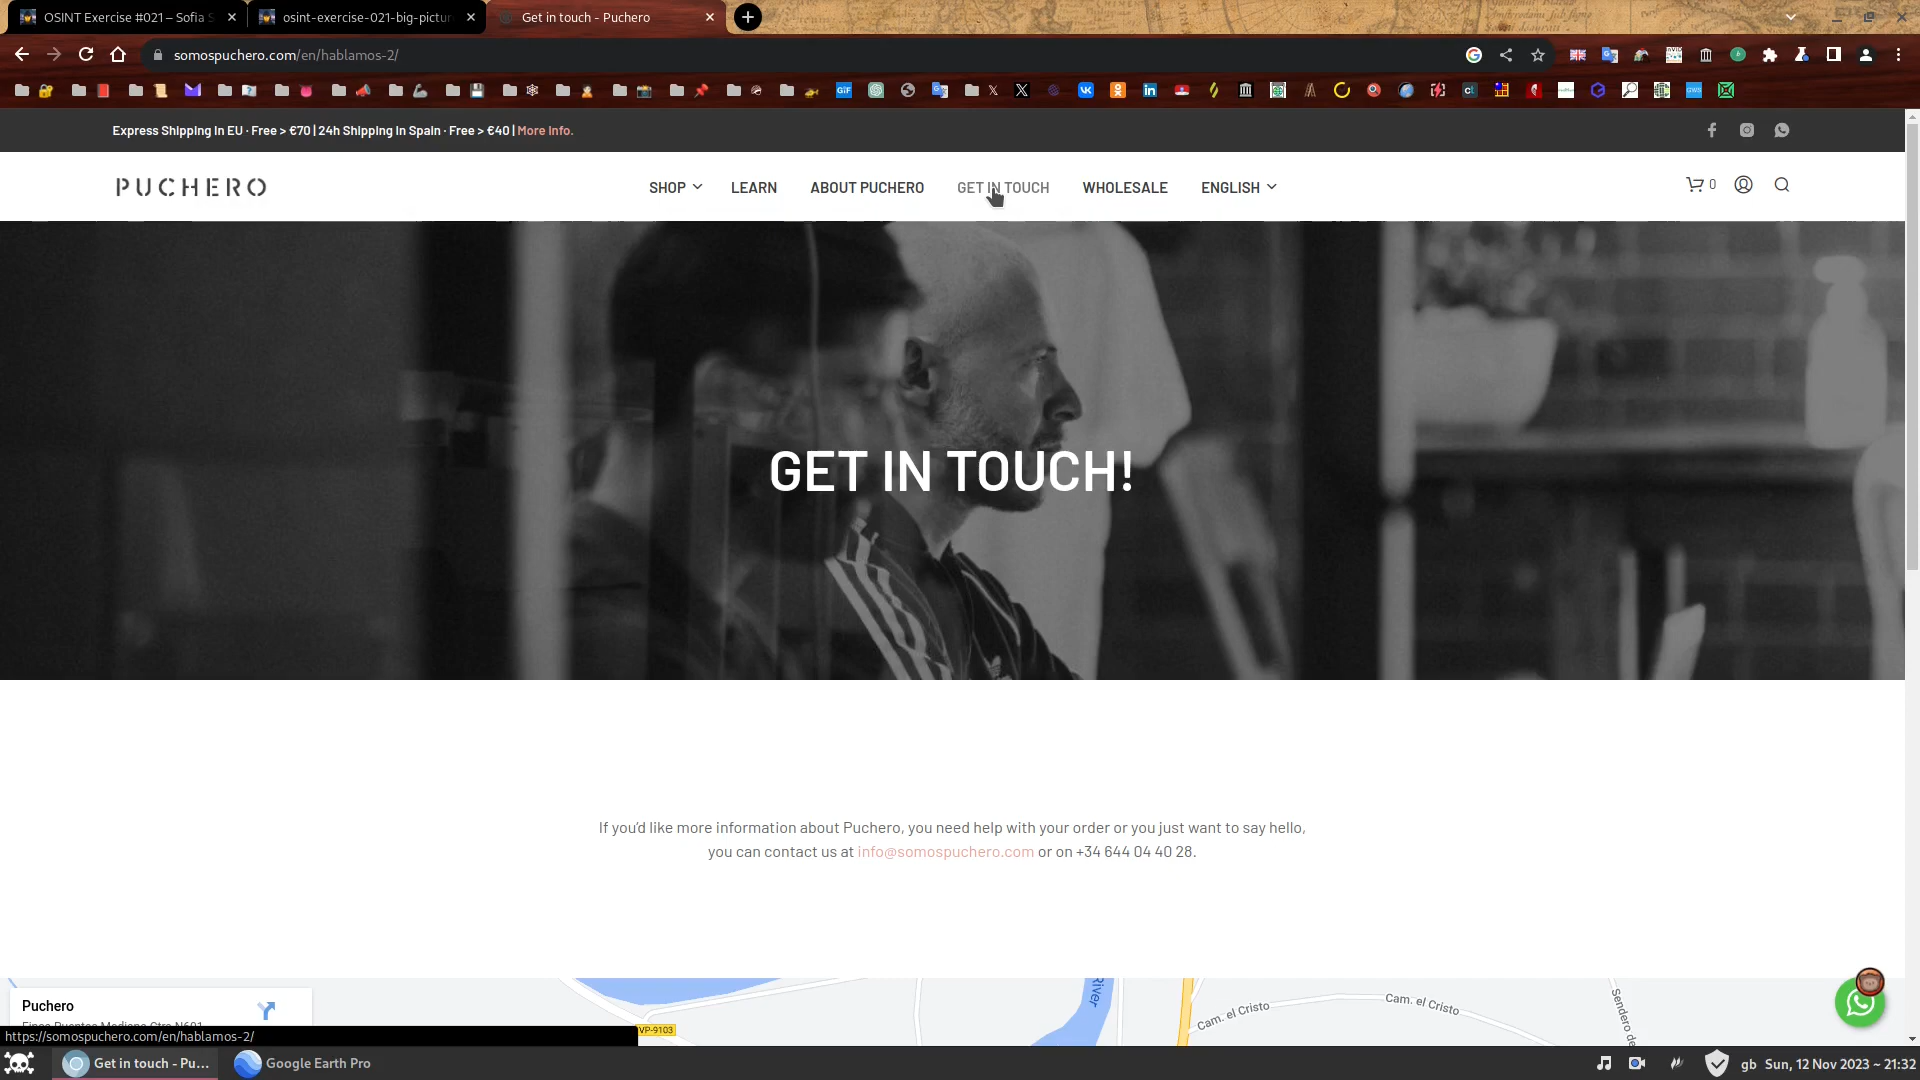 OSINT Exercise #021 – Sofia S
osint-exercise-021-big-pictur
Get in touch - Puchero
somospuchero.com/en/hablamos-2/
Express Shipping In EU · Free > €70 | 24h Shipping In Spain · Free > €40 | More Info.
PUCHERO
SHOP
LEARN
ABOUT PUCHERO
GET IN TOUCH
WHOLESALE
ENGLISH
0
GET IN TOUCH!
If you'd like more information about Puchero, you need help with your order or you just want to say hello,
you can contact us at info@somospuchero.com or on +34 644 04 40 28.
Puchero
River
VP-9103
Cam. el Cristo
Cam. el Cristo
Sendero de
https://somospuchero.com/en/hablamos-2/
Get in touch - Pu...
Google Earth Pro
gb
Sun, 12 Nov 2023 ~ 21:32